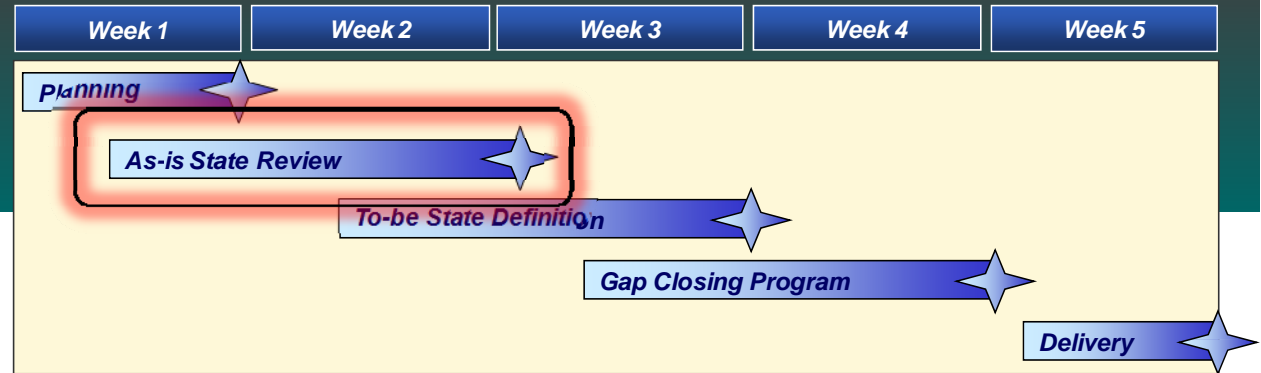 Week 1 Week 2 Week 3 Week 4 Week 5
Planning
As-is State Review
To-be State Definition
Gap Closing Program
Delivery